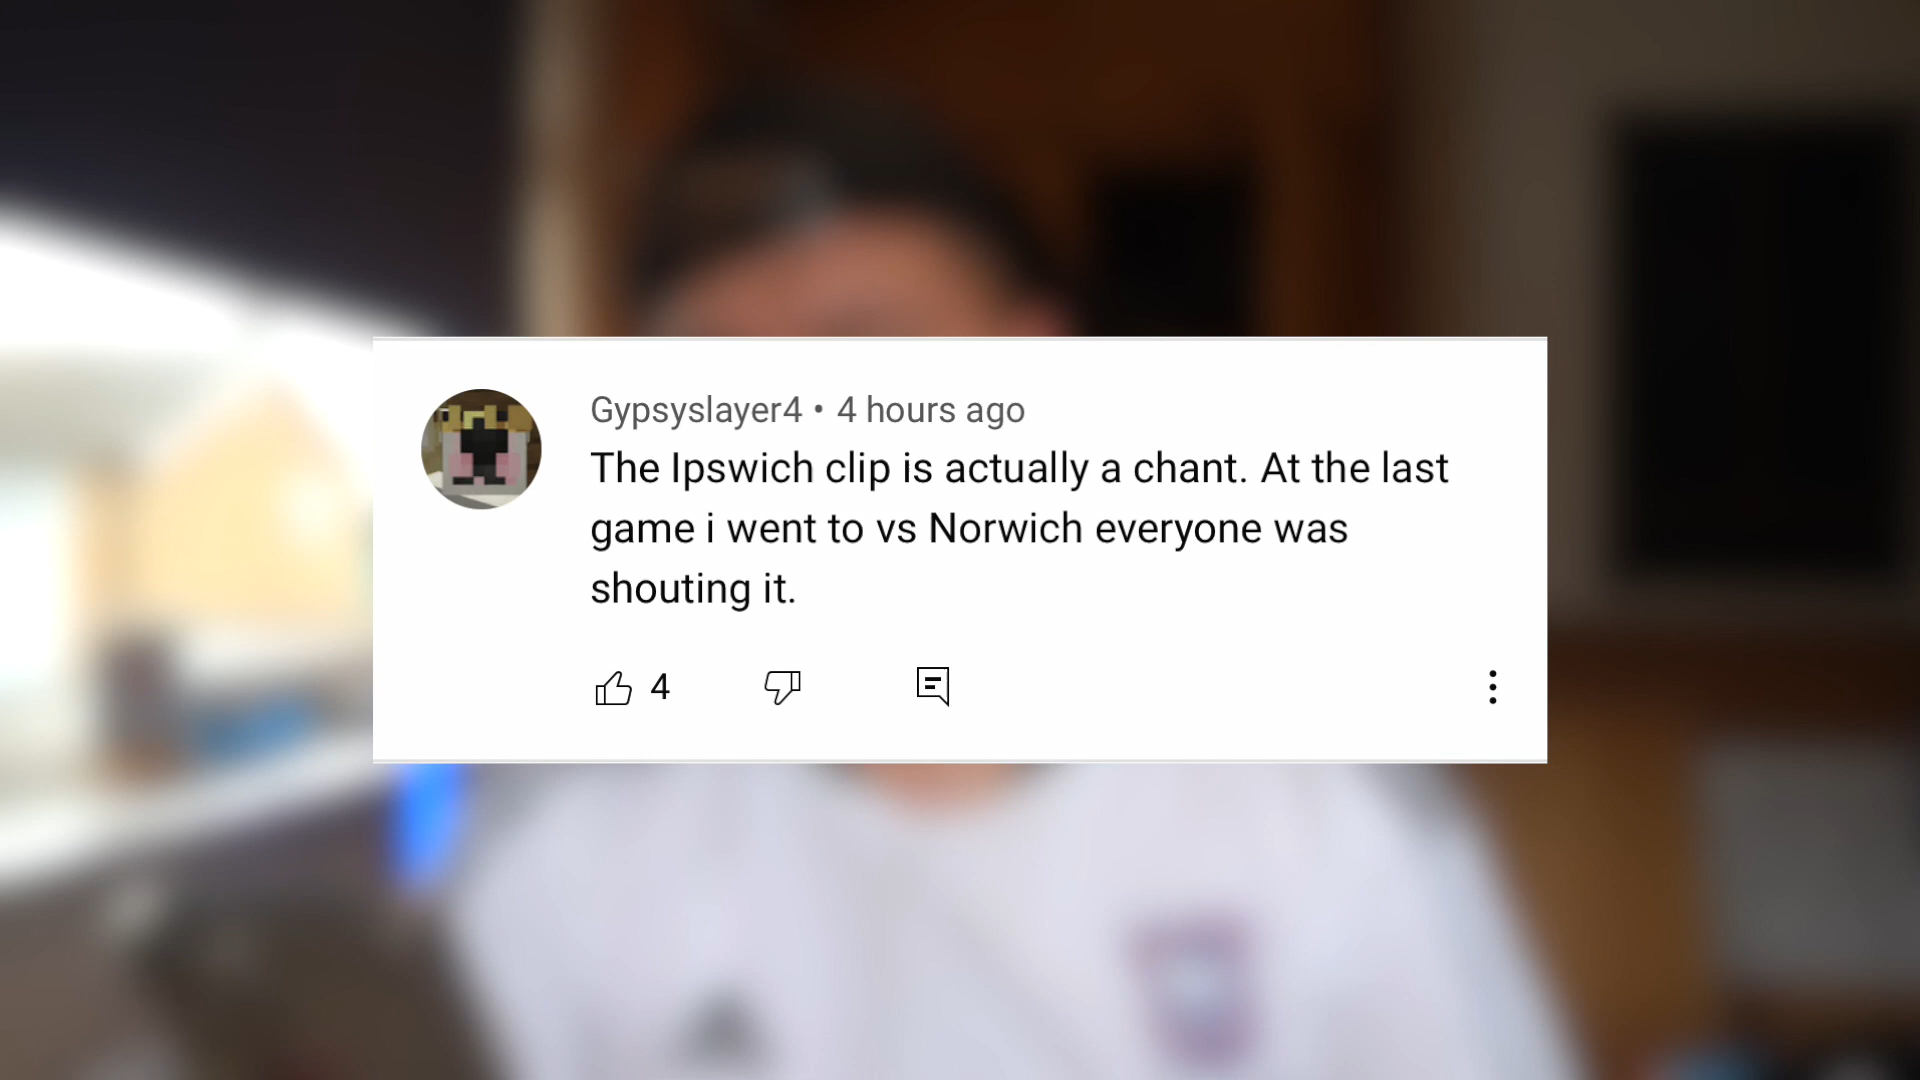 Gypsyslayer4 • 4 hours ago
The Ipswich clip is actually a chant. At the last
game i went to vs Norwich everyone was
shouting it.
4